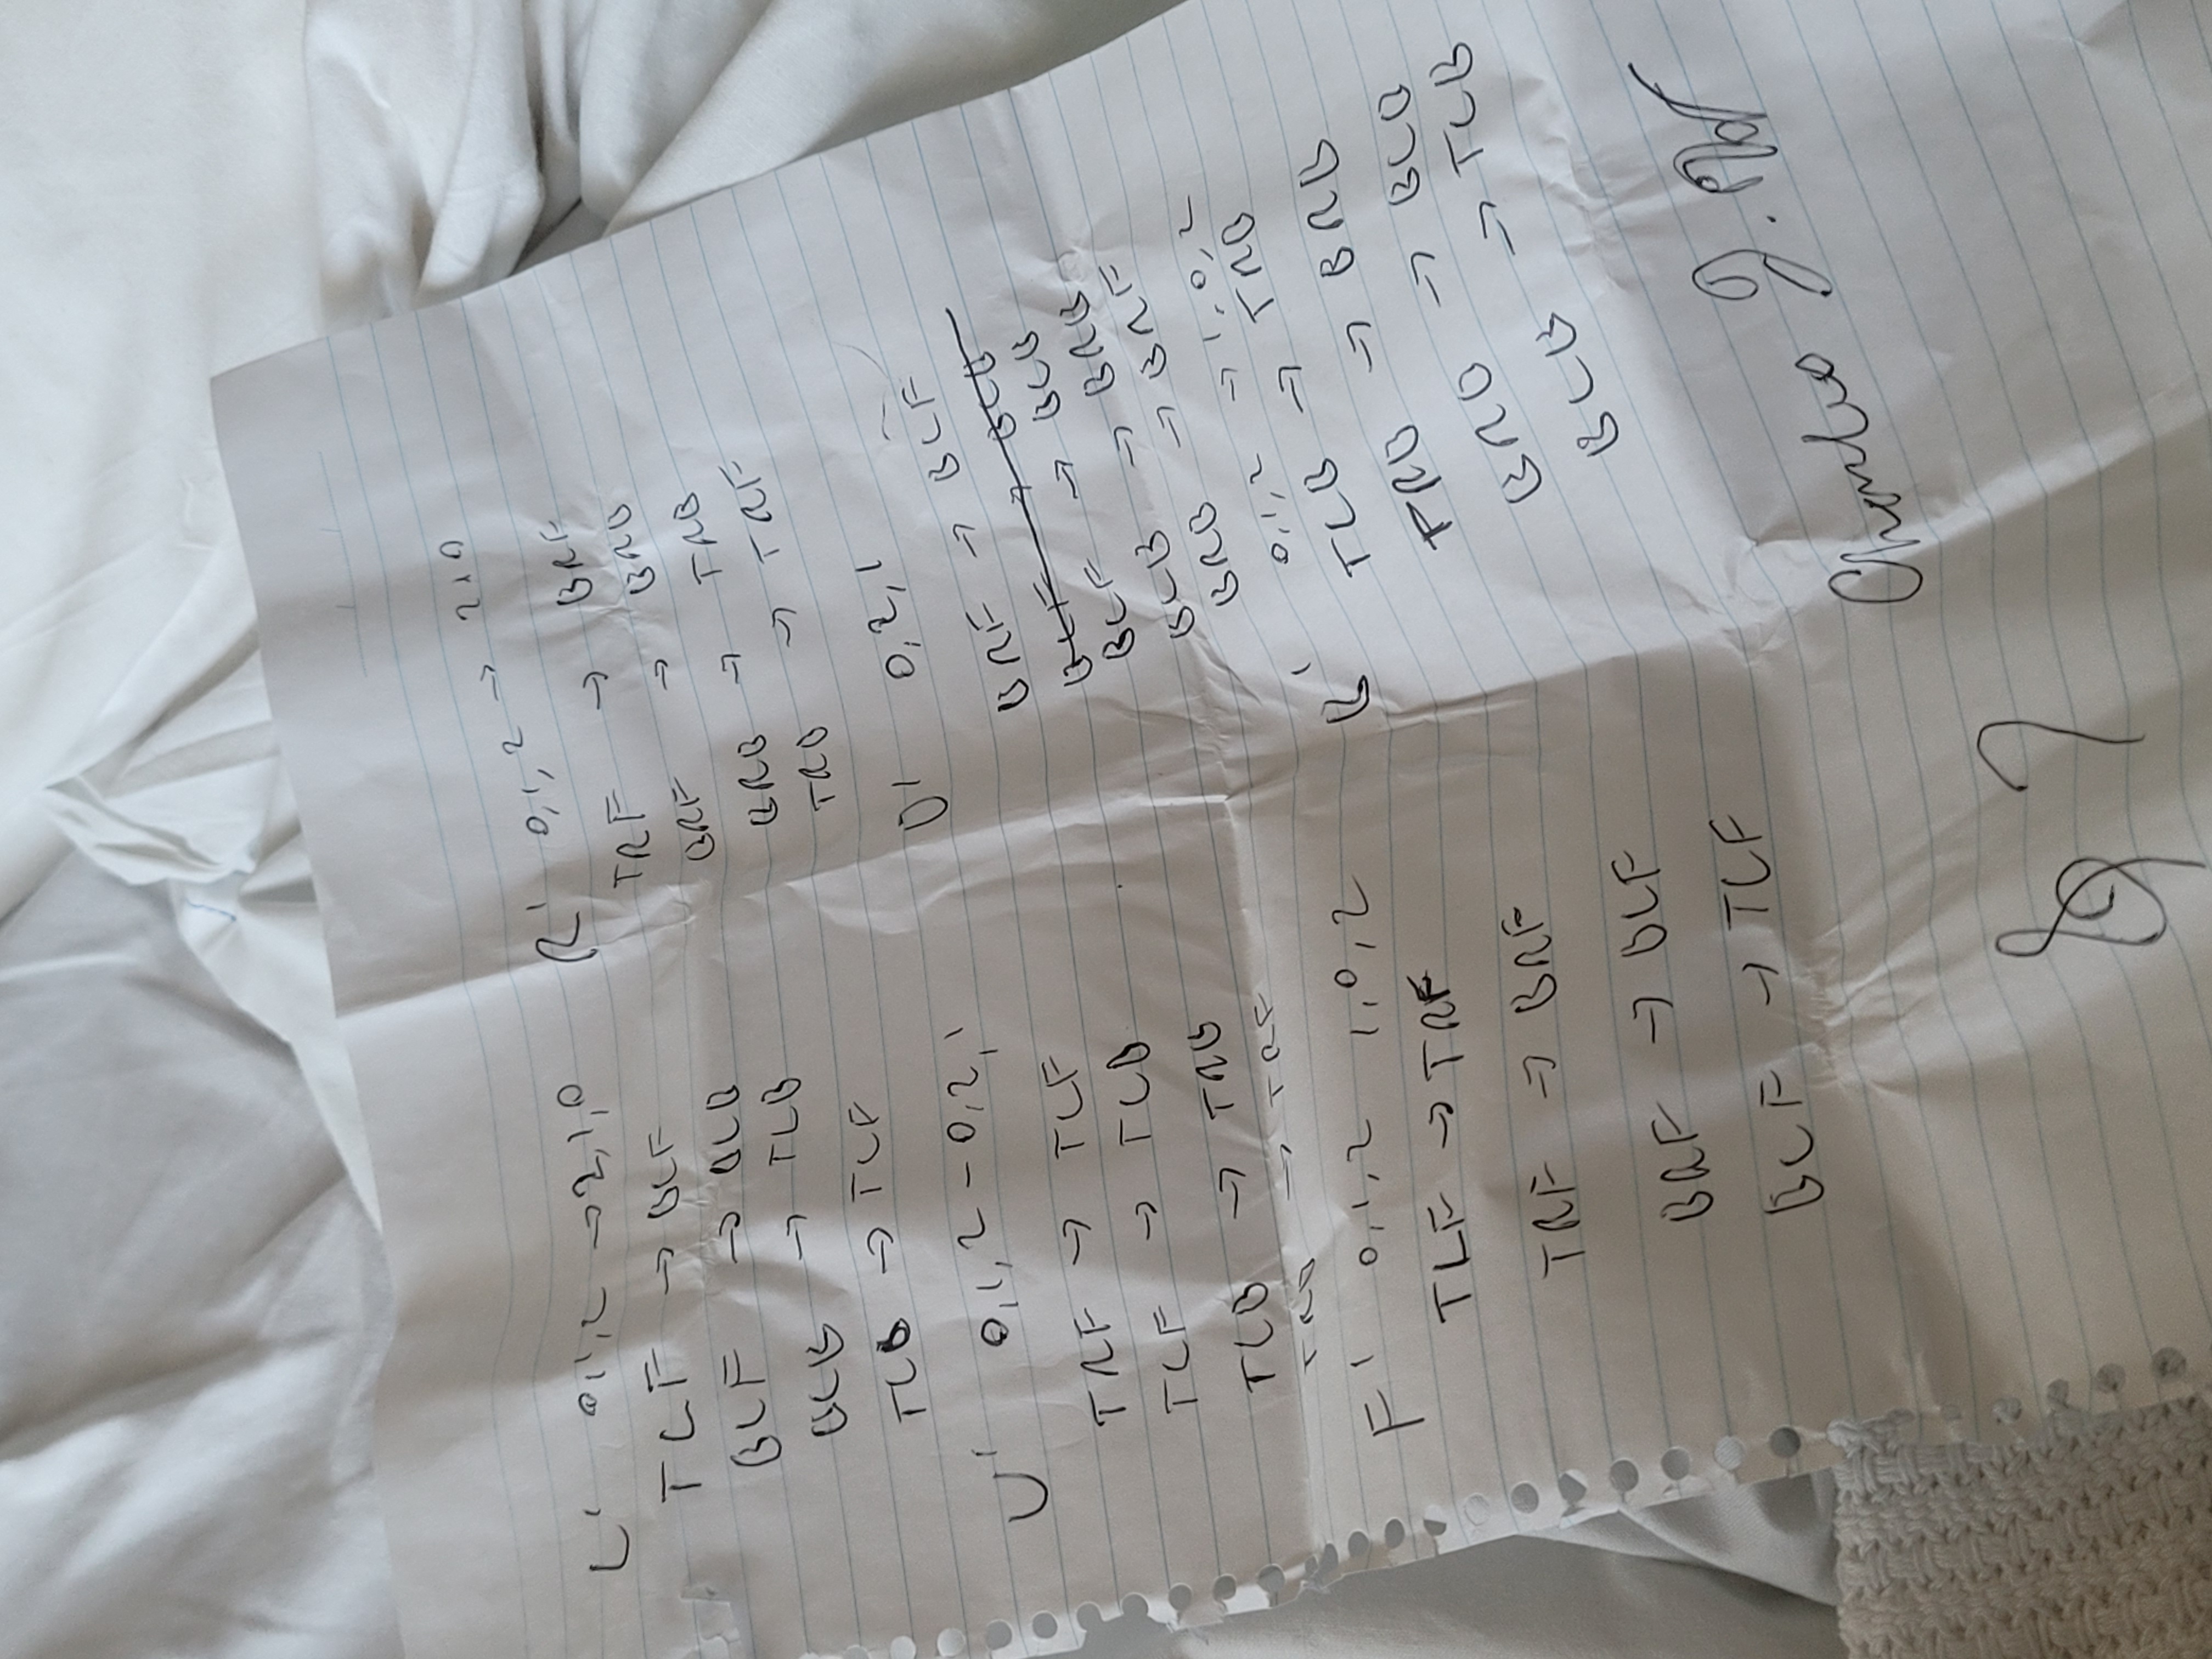 L' 0,1,2 → 2,1,0
TLF → BLF
BLF → BLB
BLB → TLB
TLB → TLF
U' 0,1,2 - 0,2,1
TRF → TLF
TLF → TLB
TLB → TRB
TRB → TRF
F' 0,1,2 1,0,2
TLF → TRF
TRF → BRF
BRF → BLF
BLF → TLF
R' 0,1,2 → 2,1,0
TRF → BRF
BRF → BRB
BRB → TRB
TRB → TRF
D' 0,2,1
BRF → BLF
BLF → BLB
BLF → BLB
BLB → BRB
BRB → BRF
B' 0,1,2 → 1,0,2
TLB → TRB
TRB → BRB
BRB → BLB
BLB → TLB
J.